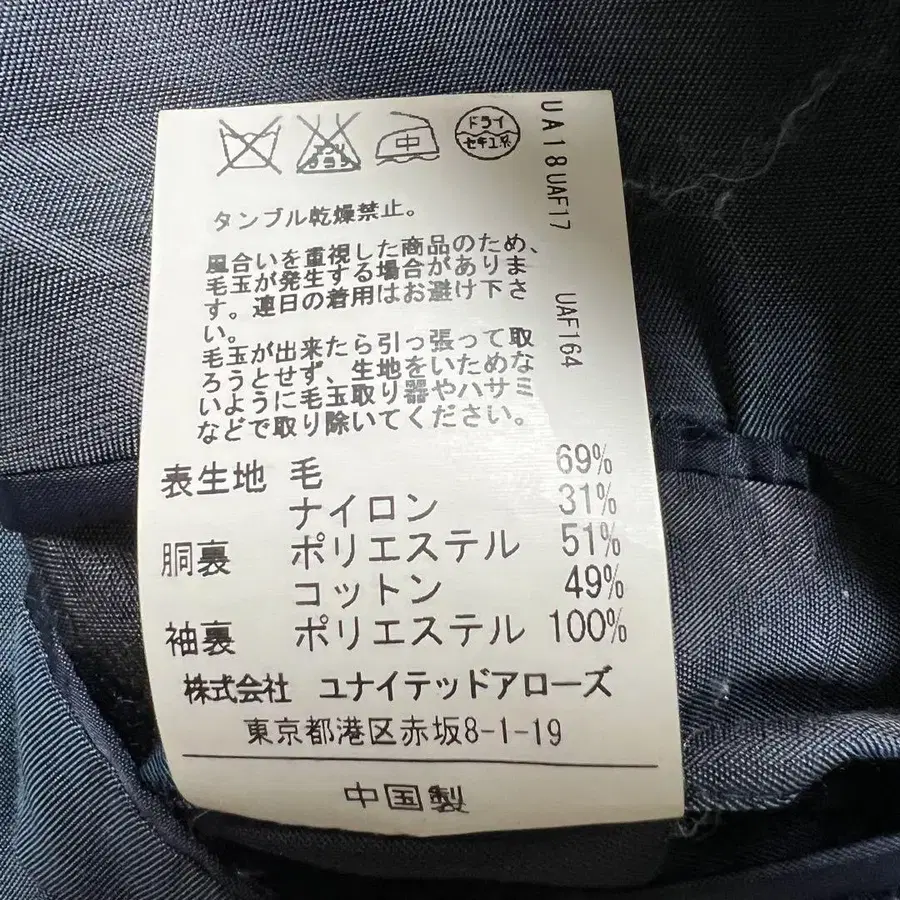 エンソ
サラシ
中
ドライ
セキユ系
UA18UAF17
UAF164
タンブル乾燥禁止。
風合いを重視した商品のため、
毛玉が発生する場合がありま
す。連日の着用はお避け下さ
い。
毛玉が出来たら引っ張って取
ろうとせず、生地をいためな
いように毛玉取り器やハサミ
などで取り除いてください。
表生地 毛 69%
ナイロン 31%
胴裏 ポリエステル 51%
コットン 49%
袖裏 ポリエステル 100%
株式会社 ユナイテッドアローズ
東京都港区赤坂8-1-19
中国製